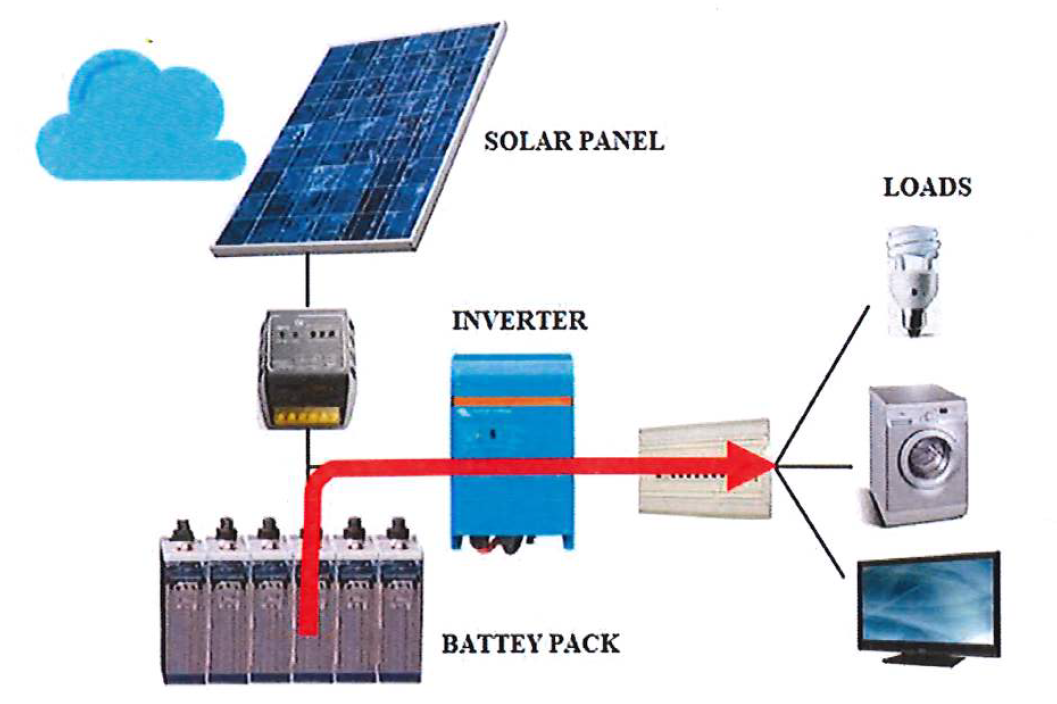 SOLAR PANEL
LOADS
INVERTER
BATTEY PACK